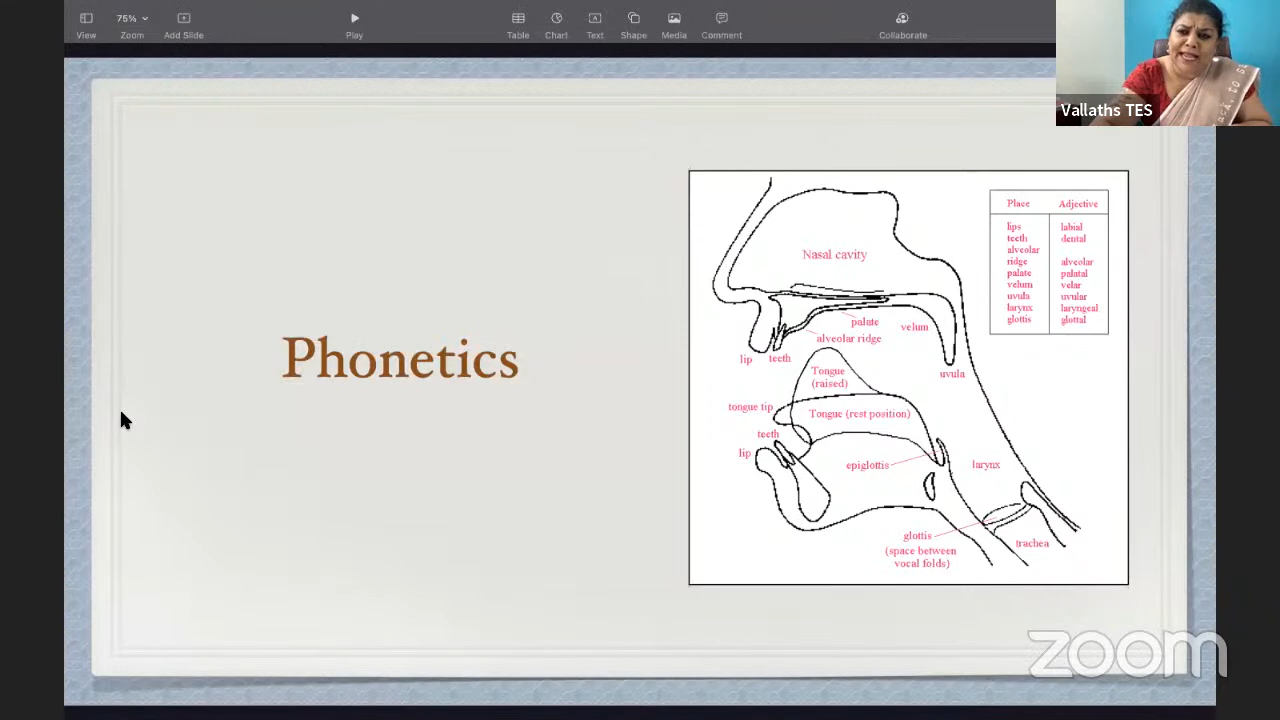 View
75%
Zoom
Add Slide
Play
Table
Chart
Text
Shape
Media
Comment
Collaborate
Vallaths TES
Phonetics
Nasal cavity
palate
velum
alveolar ridge
lip
teeth
uvula
Tongue
(raised)
tongue tip
Tongue (rest position)
teeth
lip
epiglottis
larynx
glottis
(space between
vocal folds)
trachea
Place Adjective
lips labial
teeth dental
alveolar
ridge alveolar
palate palatal
velum velar
uvula uvular
larynx laryngeal
glottis glottal
zoom